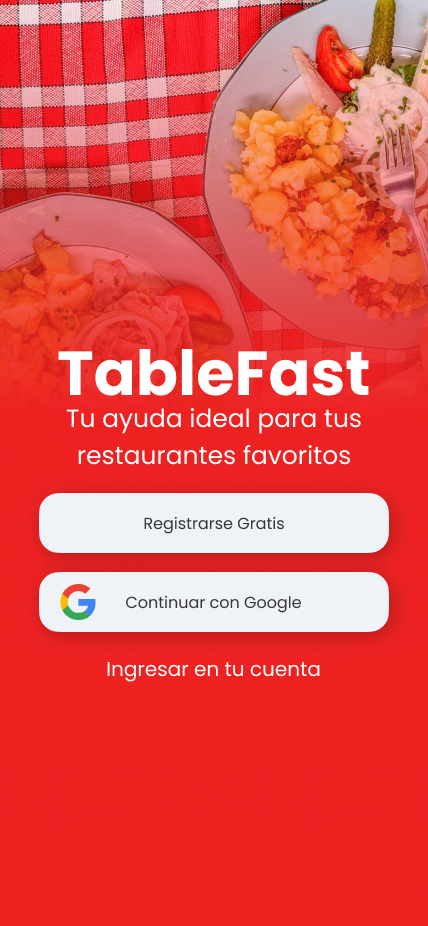 TableFast
Tu ayuda ideal para tus
restaurantes favoritos
Registrarse Gratis
Continuar con Google
Ingresar en tu cuenta